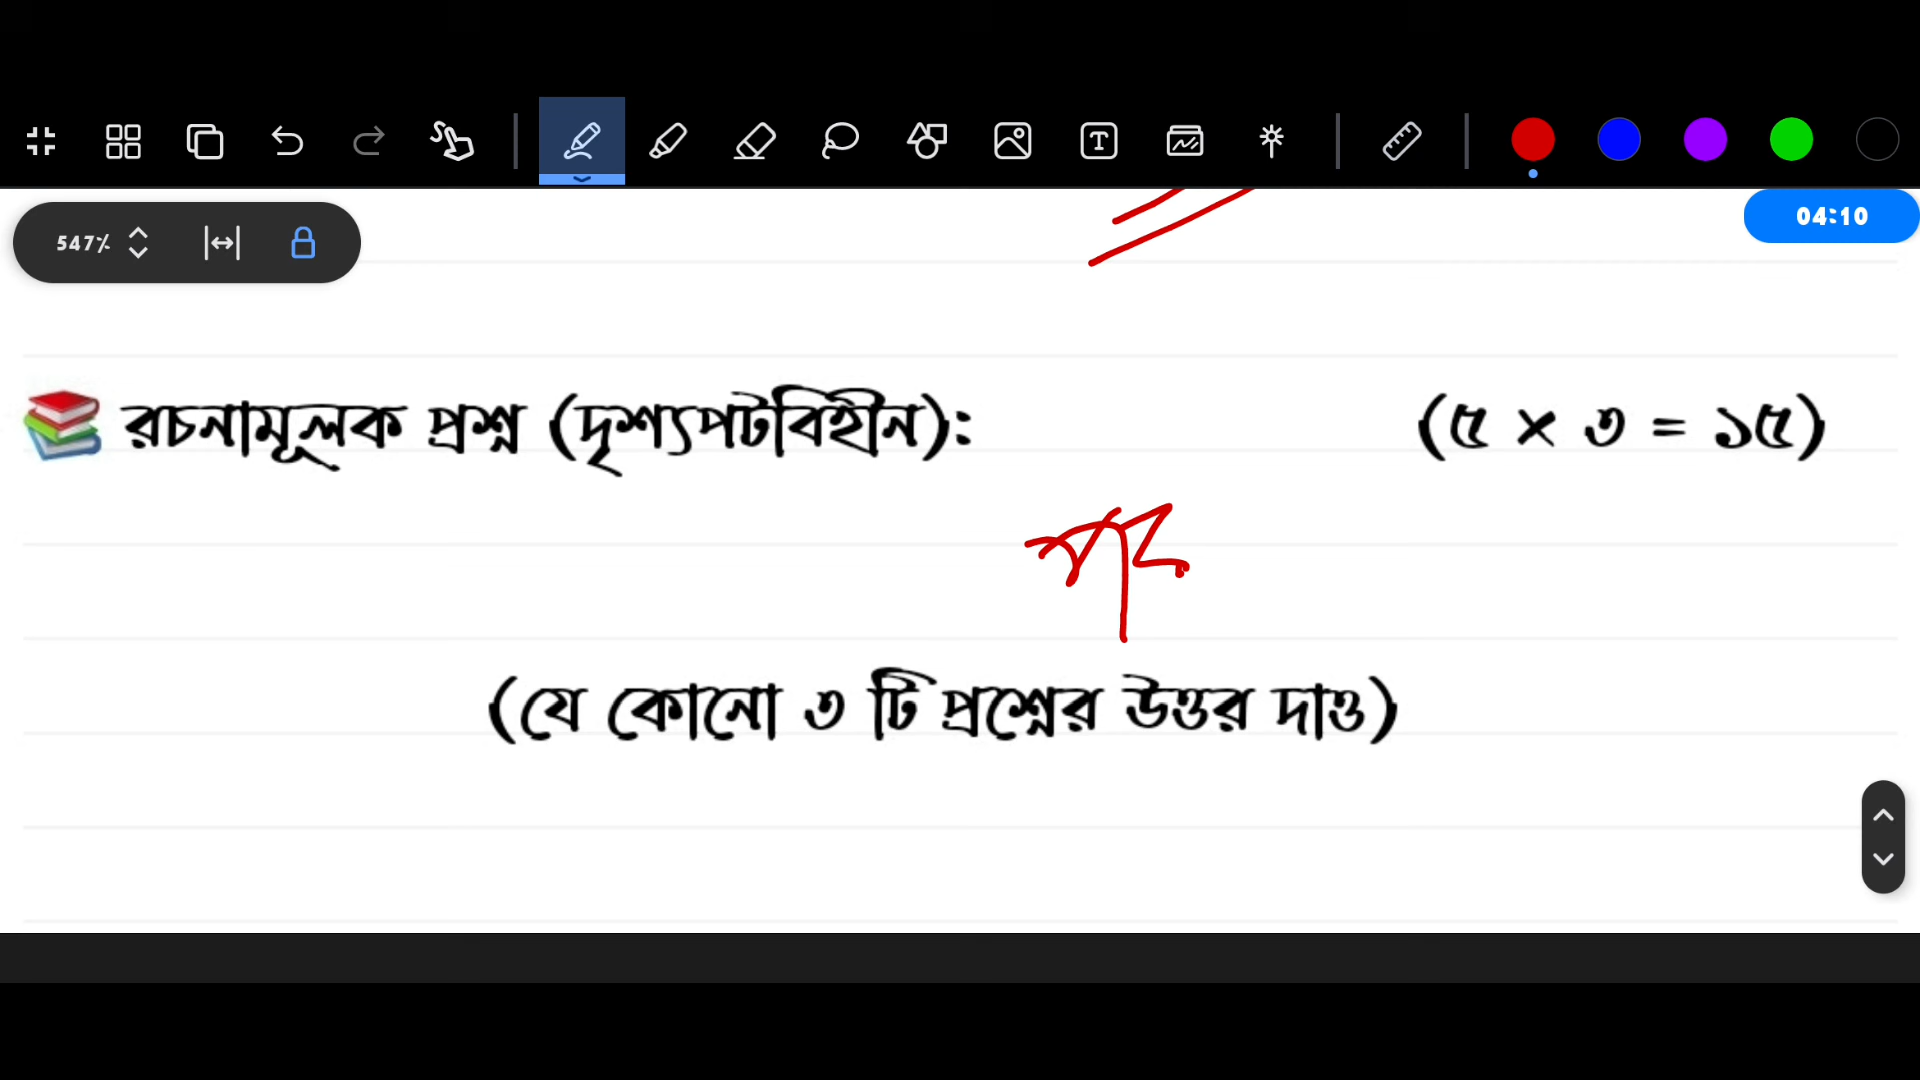 547%
04:10
রচনামূলক প্রশ্ন (দৃশ্যপটবিহীন): (৫ × ৩ = ১৫)
(যে কোনো ৩ টি প্রশ্নের উত্তর দাও)